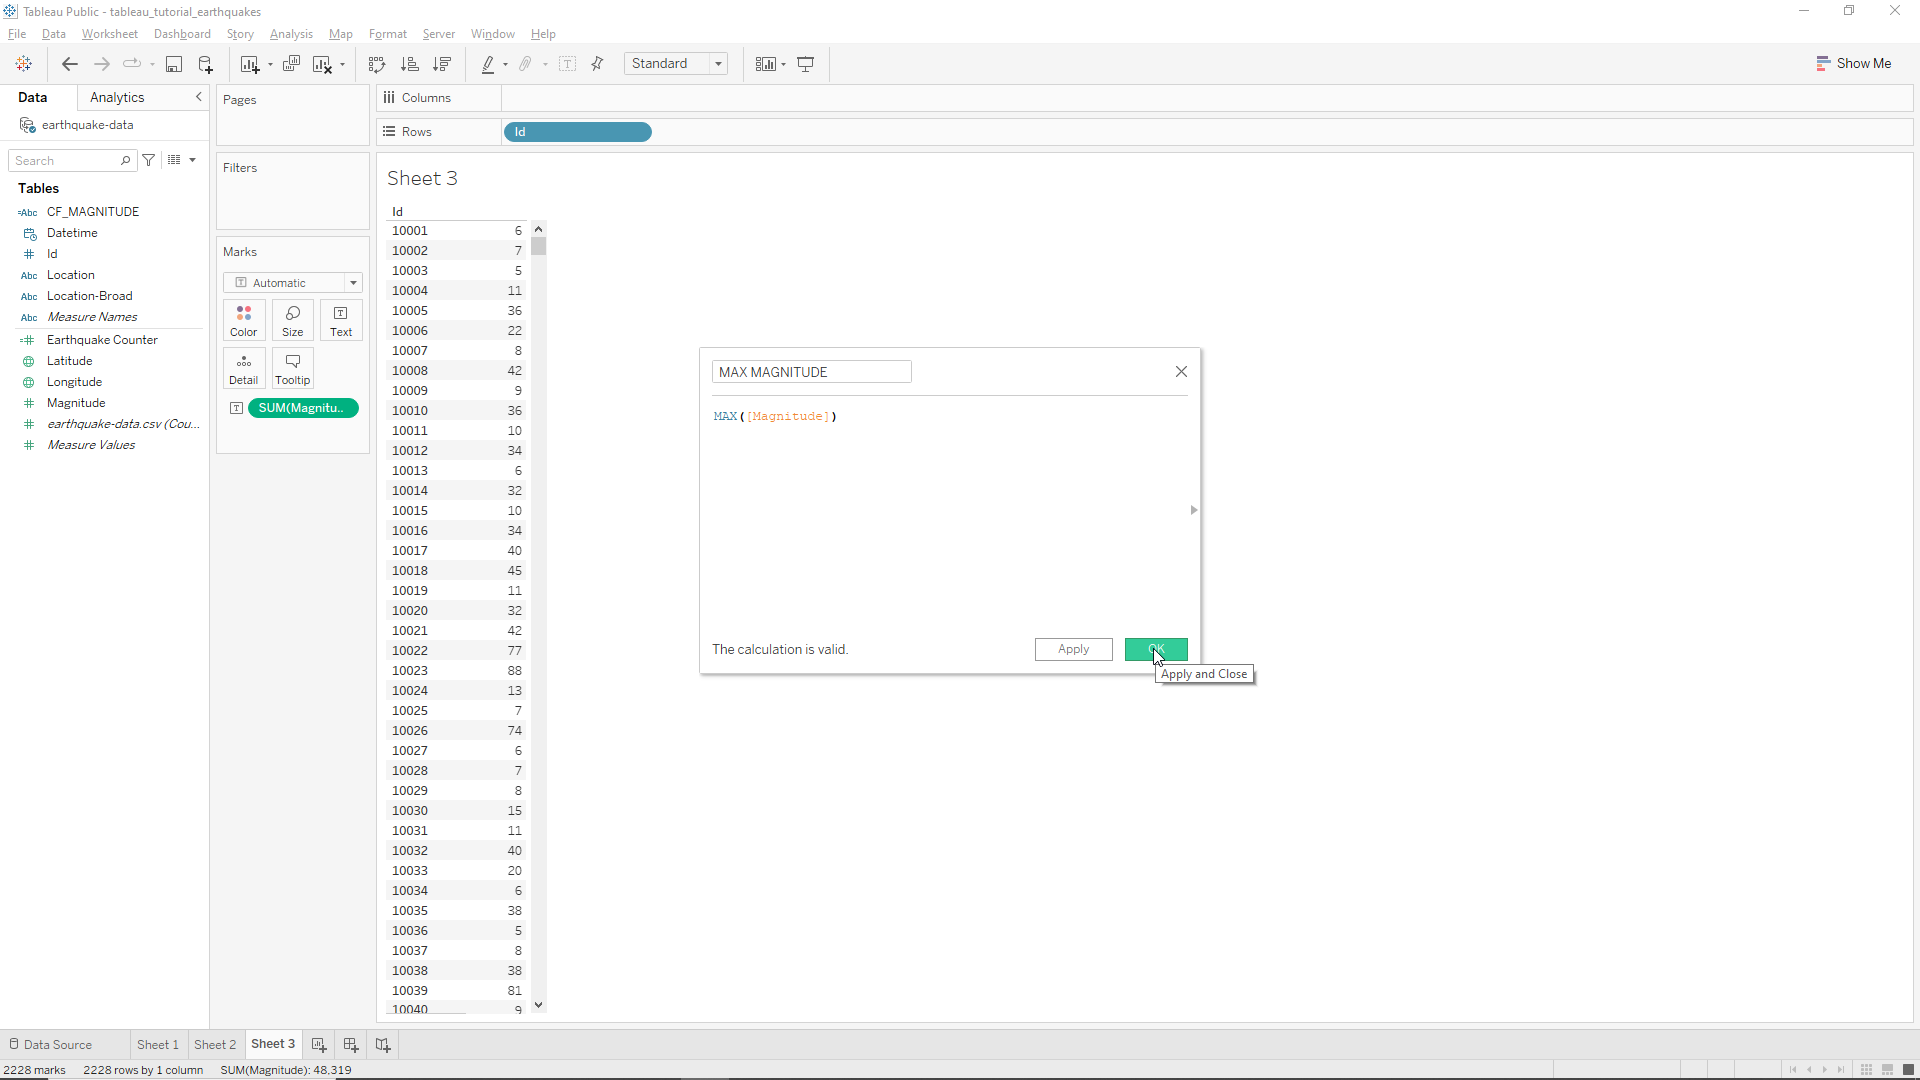 Tableau Public - tableau_tutorial_earthquakes
File Data Worksheet Dashboard Story Analysis Map Format Server Window Help
Standard
Show Me
Data Analytics
earthquake-data
Search
Tables
=Abc CF_MAGNITUDE
Datetime
Id
Abc Location
Abc Location-Broad
Abc Measure Names
Earthquake Counter
Latitude
Longitude
Magnitude
earthquake-data.csv (Cou...
Measure Values
Pages
Filters
Marks
Automatic
Color Size Text
Detail Tooltip
SUM(Magnitu..
Columns
Rows Id
Sheet 3
Id
10001 6
10002 7
10003 5
10004 11
10005 36
10006 22
10007 8
10008 42
10009 9
10010 36
10011 10
10012 34
10013 6
10014 32
10015 10
10016 34
10017 40
10018 45
10019 11
10020 32
10021 42
10022 77
10023 88
10024 13
10025 7
10026 74
10027 6
10028 7
10029 8
10030 15
10031 11
10032 40
10033 20
10034 6
10035 38
10036 5
10037 8
10038 38
10039 81
10040 9
MAX MAGNITUDE
MAX([Magnitude])
The calculation is valid.
Apply OK
Apply and Close
Data Source Sheet 1 Sheet 2 Sheet 3
2228 marks 2228 rows by 1 column SUM(Magnitude): 48,319